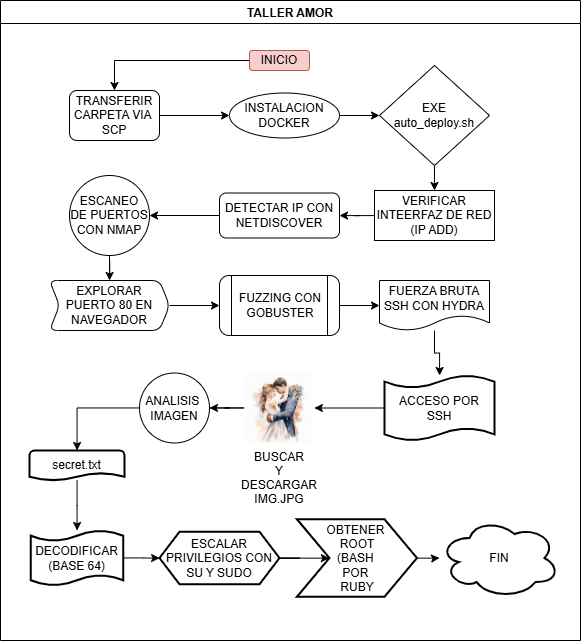 TALLER AMOR
INICIO
TRANSFERIR
CARPETA VIA
SCP
INSTALACION
DOCKER
EXE
auto_deploy.sh
VERIFICAR
INTEERFAZ DE RED
(IP ADD)
DETECTAR IP CON
NETDISCOVER
ESCANEO
DE PUERTOS
CON NMAP
EXPLORAR
PUERTO 80 EN
NAVEGADOR
FUZZING CON
GOBUSTER
FUERZA BRUTA
SSH CON HYDRA
ACCESO POR
SSH
BUSCAR
Y
DESCARGAR
IMG.JPG
ANALISIS
IMAGEN
secret.txt
DECODIFICAR
(BASE 64)
ESCALAR
PRIVILEGIOS CON
SU Y SUDO
OBTENER
ROOT
(BASH
POR
RUBY
FIN